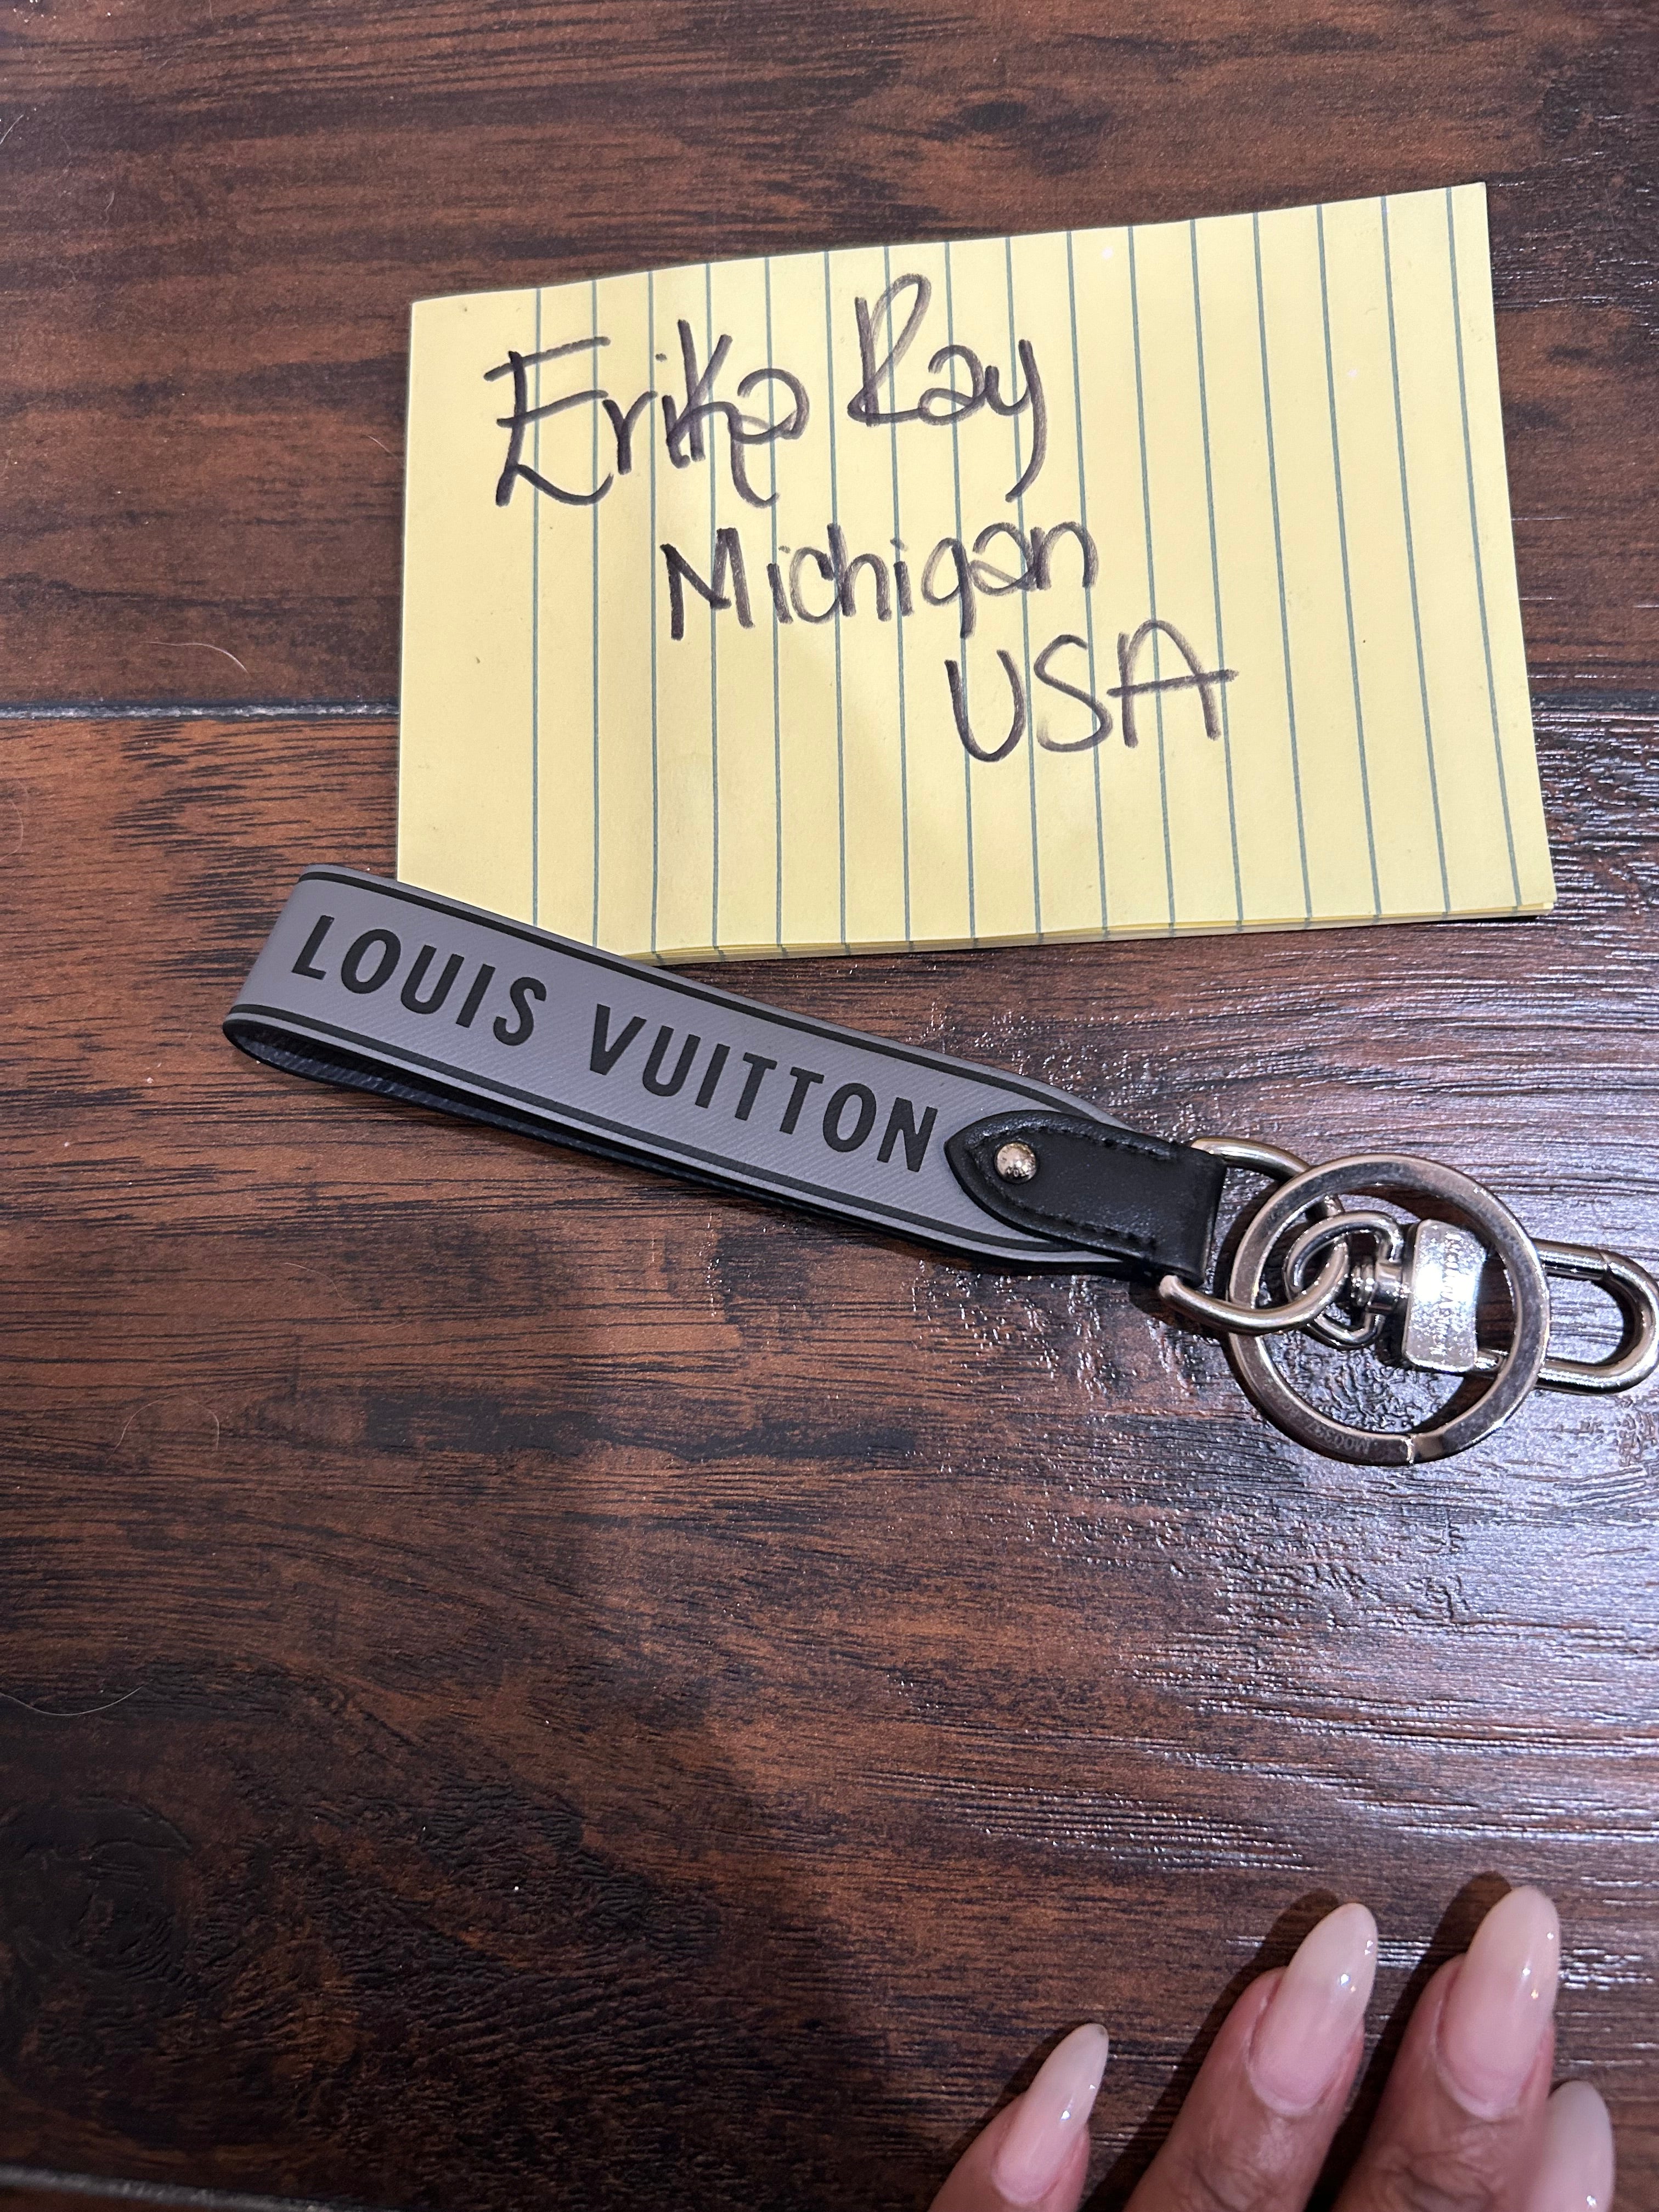 Erika Ray
Michigan
USA
LOUIS VUITTON